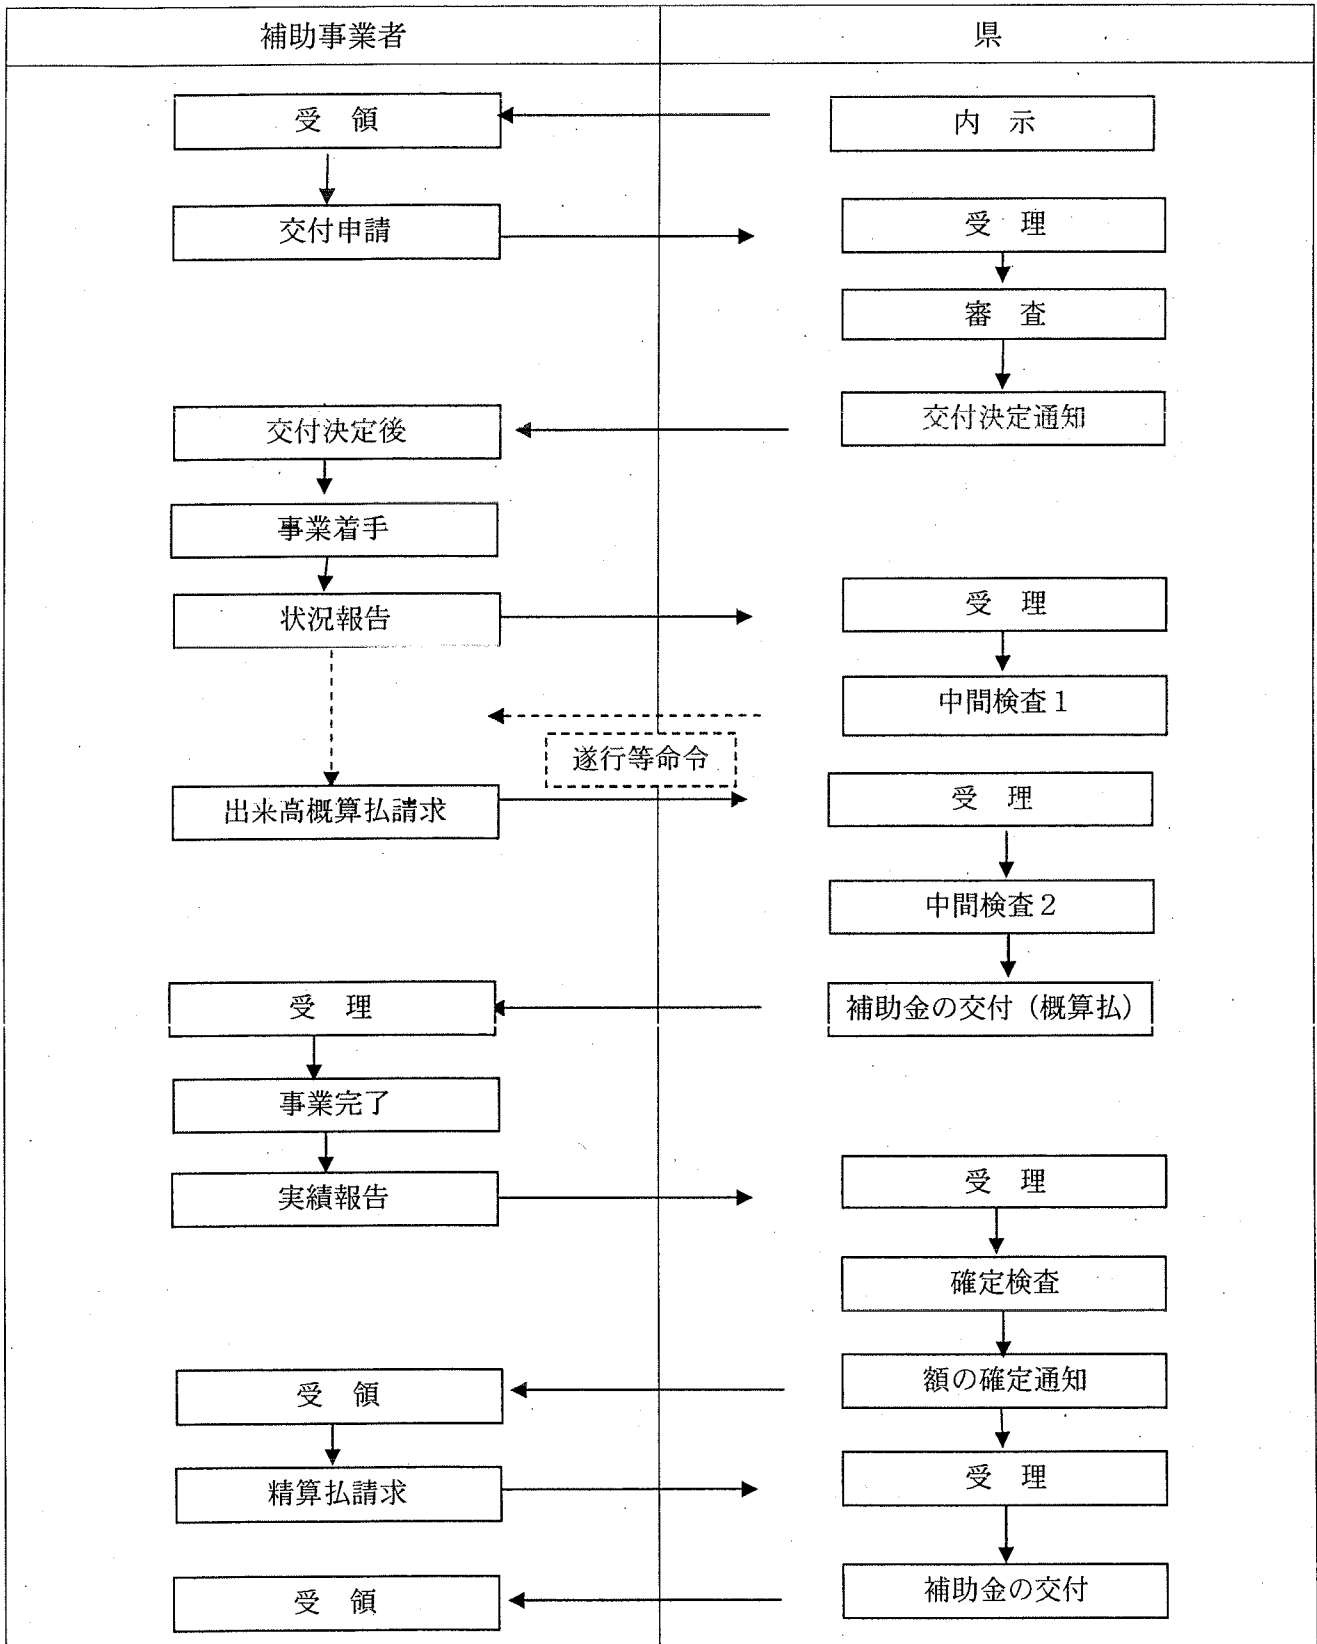 補助事業者
県
受 領
内 示
交付申請
受 理
審 査
交付決定後
交付決定通知
事業着手
状況報告
受 理
中間検査1
遂行等命令
出来高概算払請求
受 理
中間検査2
受 理
補助金の交付（概算払）
事業完了
実績報告
受 理
確定検査
受 領
額の確定通知
精算払請求
受 理
受 領
補助金の交付